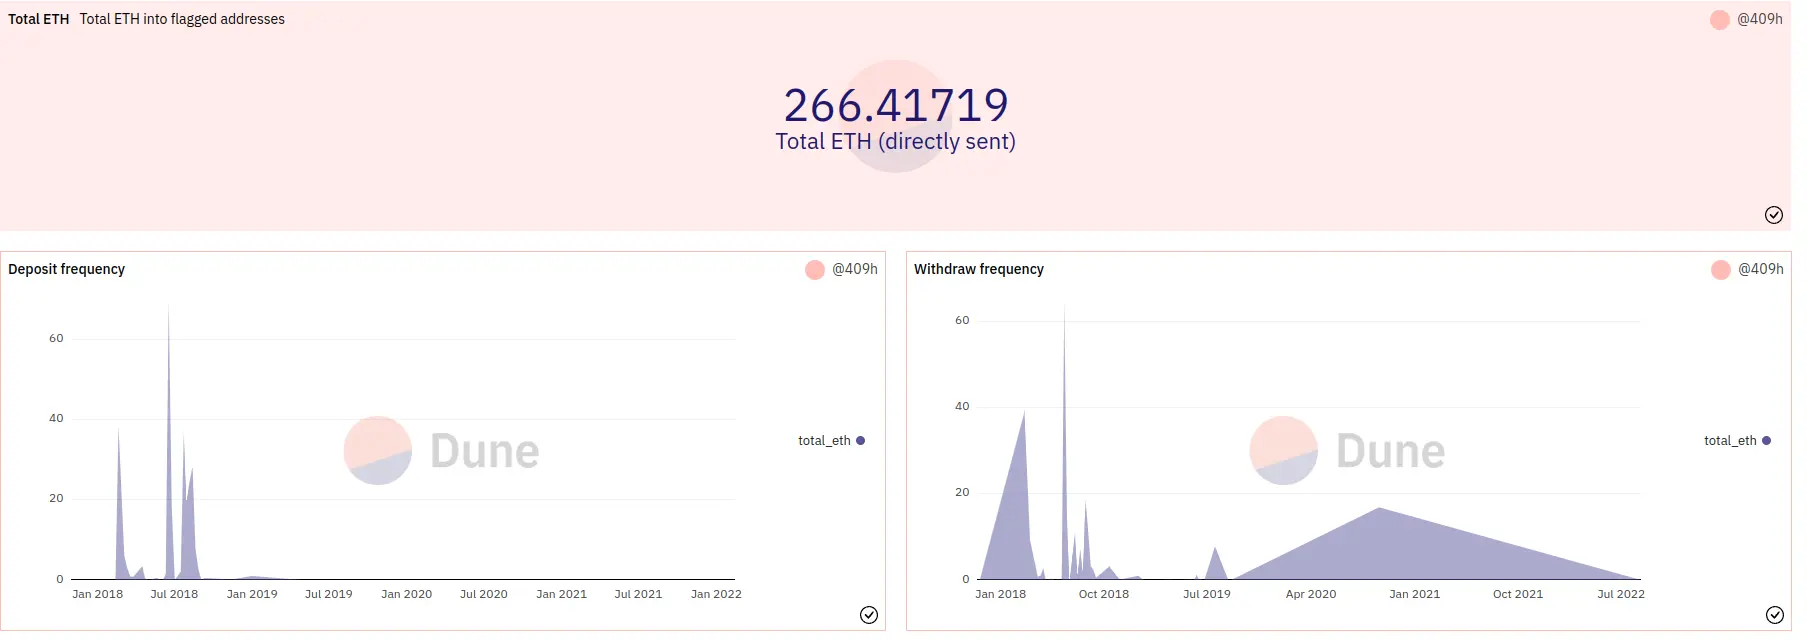 Total ETH Total ETH into flagged addresses
@409h
266.41719
Total ETH (directly sent)
Deposit frequency
@409h
60
40
20
0
Dune
total_eth
Jan 2018 Jul 2018 Jan 2019 Jul 2019 Jan 2020 Jul 2020 Jan 2021 Jul 2021 Jan 2022
Withdraw frequency
@409h
60
40
20
0
Dune
total_eth
Jan 2018 Oct 2018 Jul 2019 Apr 2020 Jan 2021 Oct 2021 Jul 2022